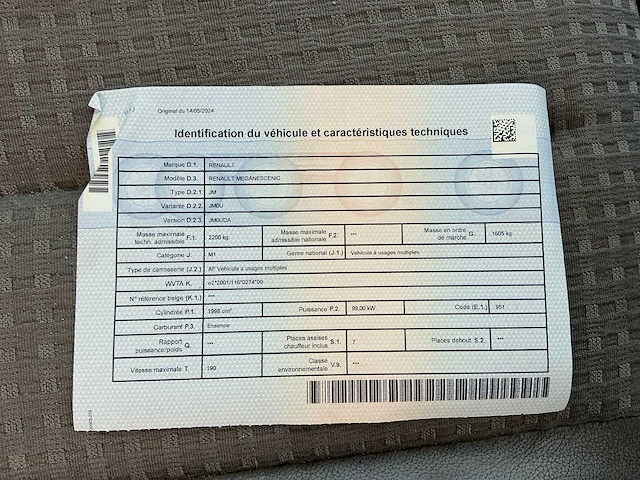 Original du 14/05/2024
Identification du véhicule et caractéristiques techniques
Marque D.1. RENAULT
Modèle D.3. RENAULT MEGANESCENIC
Type D.2.1. JM
Variante D.2.2. JM0U
Version D.2.3. JM0UDA
Masse maximale techn. admissible F.1. 2200 kg Masse maximale admissible nationale F.2. *** Masse en ordre de marche G. 1605 kg
Catégorie J. M1 Genre national (J.1.) Véhicule à usages multiples
Type de carrosserie (J.2.) AF Véhicule à usages multiples
WVTA K. e2*2001/116*0274*09
N° référence belge (K.1.) ***
Cylindrée P.1. 1998 cm³ Puissance P.2. 99,00 kW Code (E.1.) 951
Carburant P.3. Essence
Rapport puissance/poids Q. *** Places assises chauffeur inclus S.1. 7 Places debout S.2. ***
Vitesse maximale T. 190 Classe environnementale V.9. ***